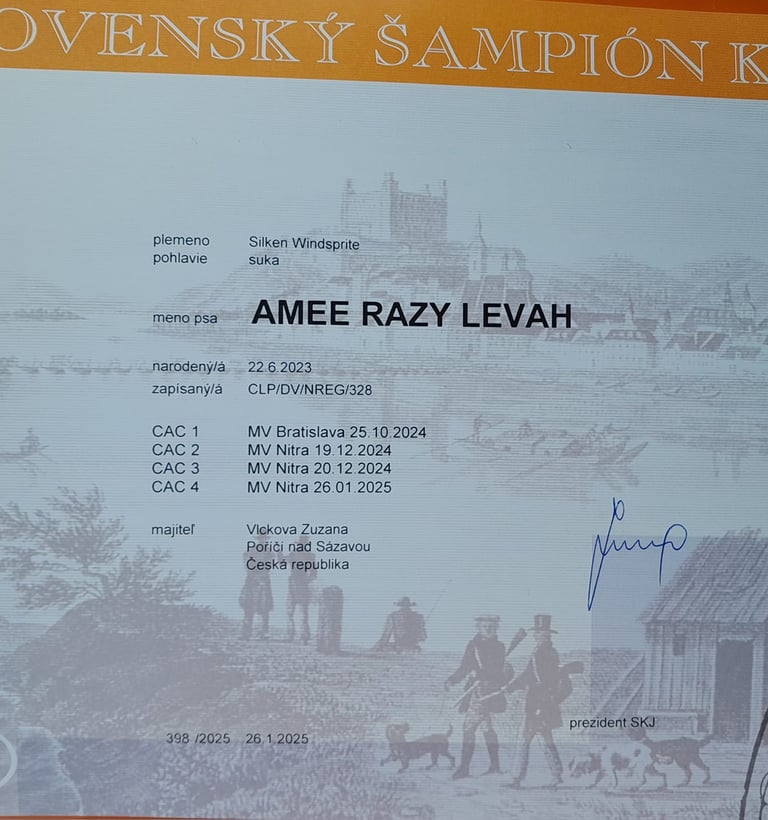 OVENSKÝ ŠAMPIÓN K
plemeno Silken Windsprite
pohlavie suka
meno psa AMEE RAZY LEVAH
narodený/á 22.6.2023
zapísaný/á CLP/DV/NREG/328
CAC 1 MV Bratislava 25.10.2024
CAC 2 MV Nitra 19.12.2024
CAC 3 MV Nitra 20.12.2024
CAC 4 MV Nitra 26.01.2025
majiteľ Vlckova Zuzana
Poříčí nad Sázavou
Česká republika
prezident SKJ
398 /2025 26.1.2025